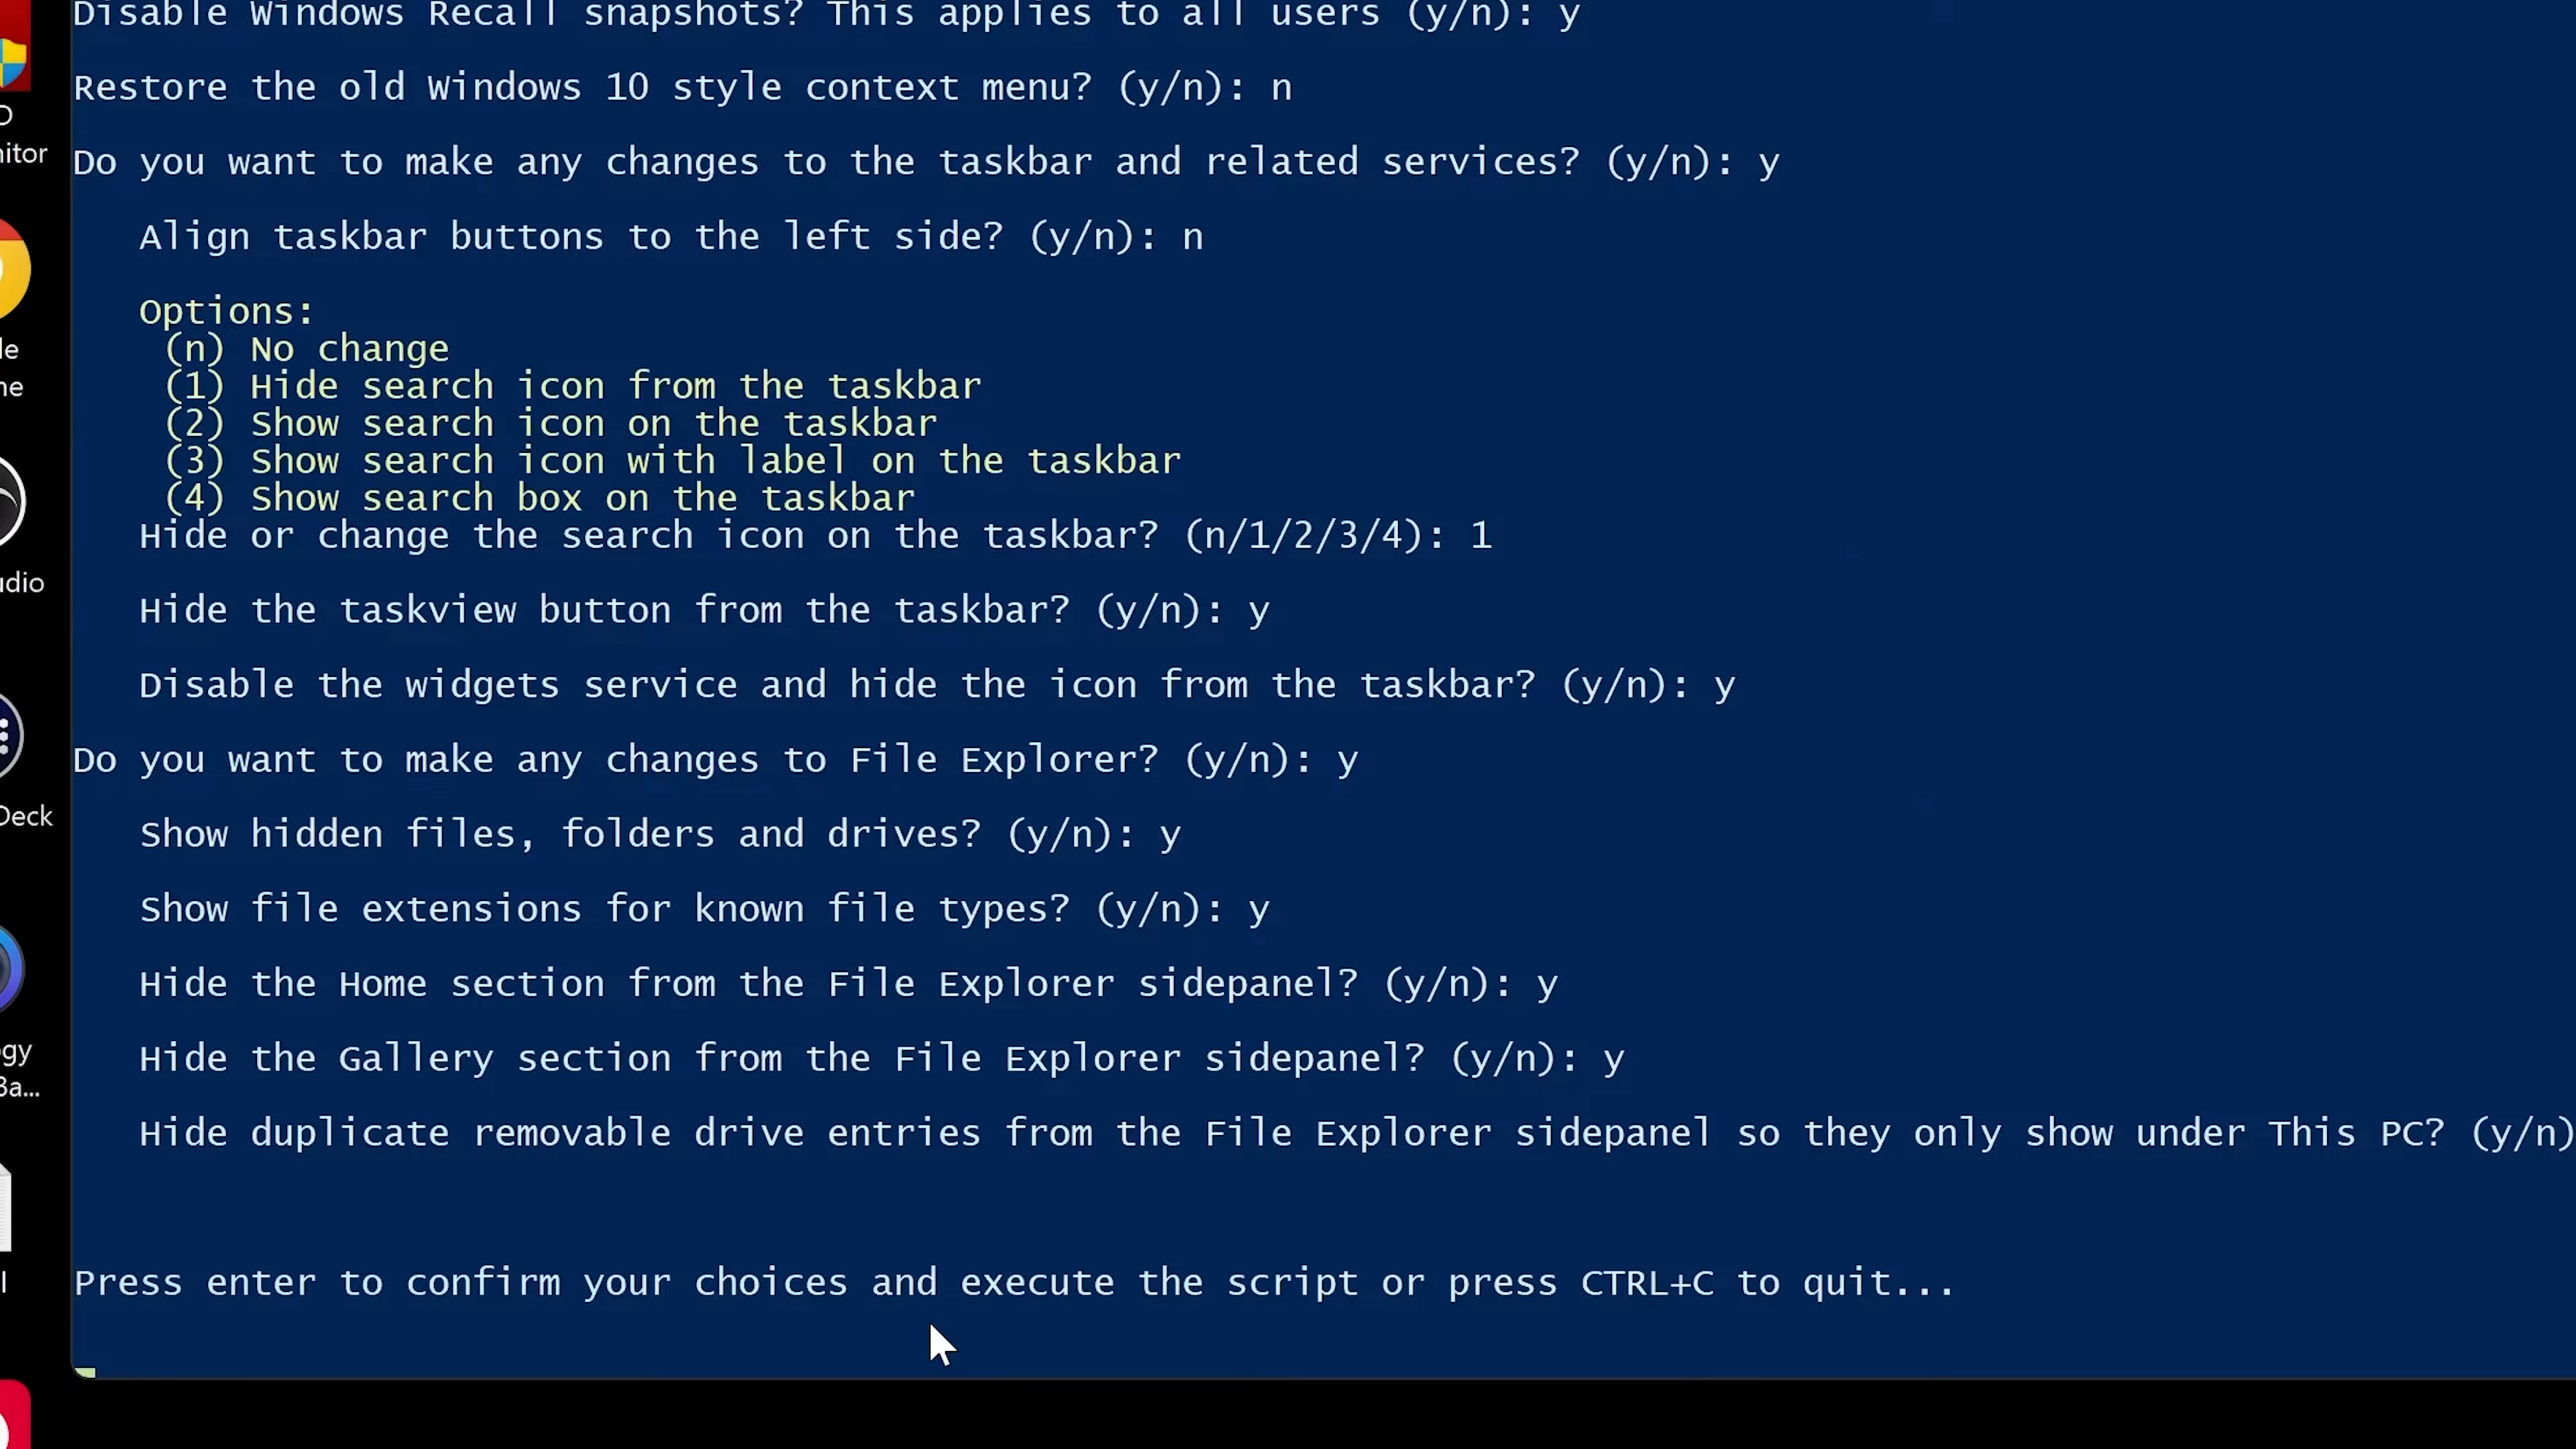 Disable Windows Recall snapshots? This applies to all users (y/n): y
Restore the old Windows 10 style context menu? (y/n): n
Do you want to make any changes to the taskbar and related services? (y/n): y
Align taskbar buttons to the left side? (y/n): n
Options:
(n) No change
(1) Hide search icon from the taskbar
(2) Show search icon on the taskbar
(3) Show search icon with label on the taskbar
(4) Show search box on the taskbar
Hide or change the search icon on the taskbar? (n/1/2/3/4): 1
Hide the taskview button from the taskbar? (y/n): y
Disable the widgets service and hide the icon from the taskbar? (y/n): y
Do you want to make any changes to File Explorer? (y/n): y
Show hidden files, folders and drives? (y/n): y
Show file extensions for known file types? (y/n): y
Hide the Home section from the File Explorer sidepanel? (y/n): y
Hide the Gallery section from the File Explorer sidepanel? (y/n): y
Hide duplicate removable drive entries from the File Explorer sidepanel so they only show under This PC? (y/n)
Press enter to confirm your choices and execute the script or press CTRL+C to quit...
nitor
udio
Deck
gy
Ba...